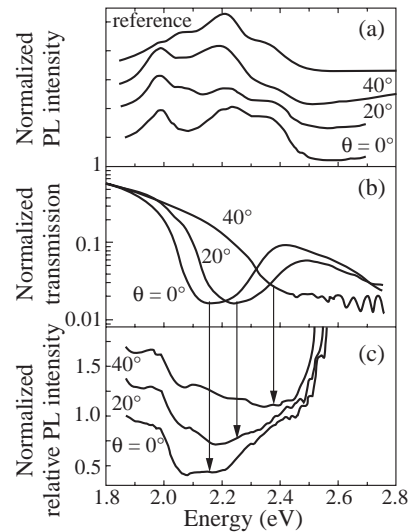 reference
(a)
40°
20°
θ = 0°
Normalized
PL intensity
1
(b)
40°
20°
θ = 0°
0.10
0.01
Normalized
transmission
(c)
40°
20°
θ = 0°
1.5
1.0
0.5
Normalized
relative PL intensity
1.8 2.0 2.2 2.4 2.6 2.8
Energy (eV)